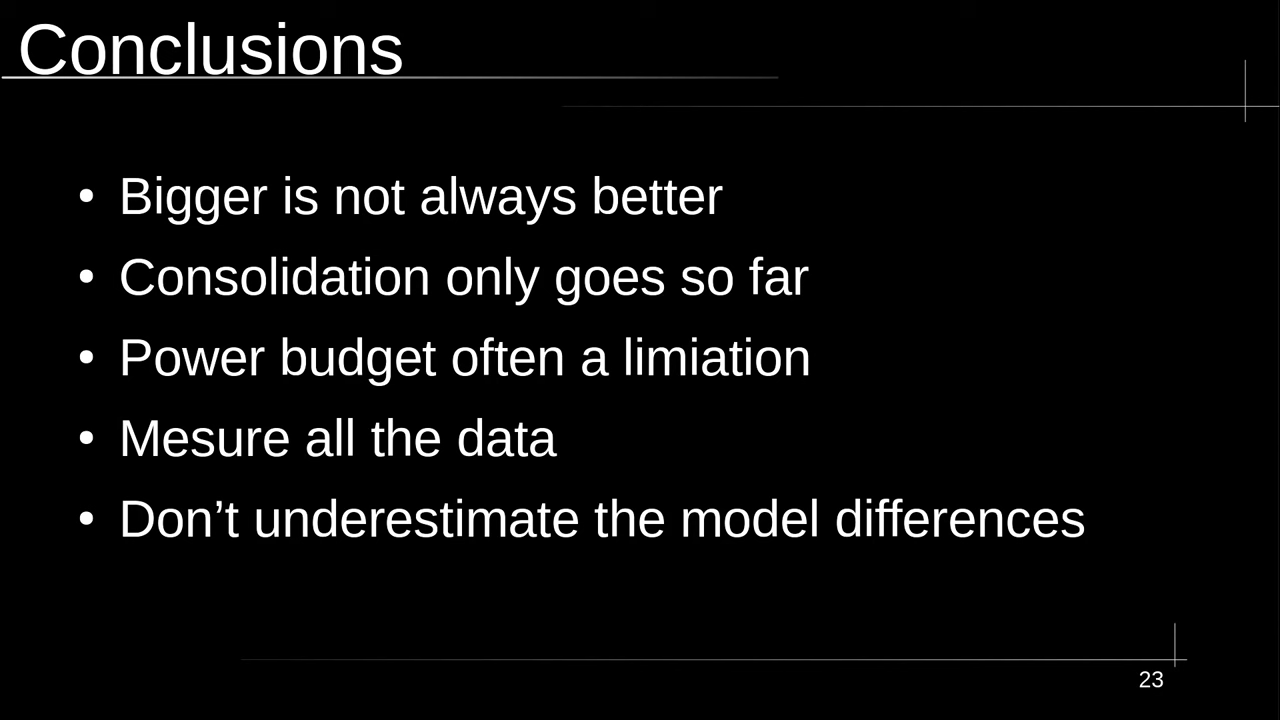 Conclusions
• Bigger is not always better
• Consolidation only goes so far
• Power budget often a limiation
• Mesure all the data
• Don’t underestimate the model differences
23